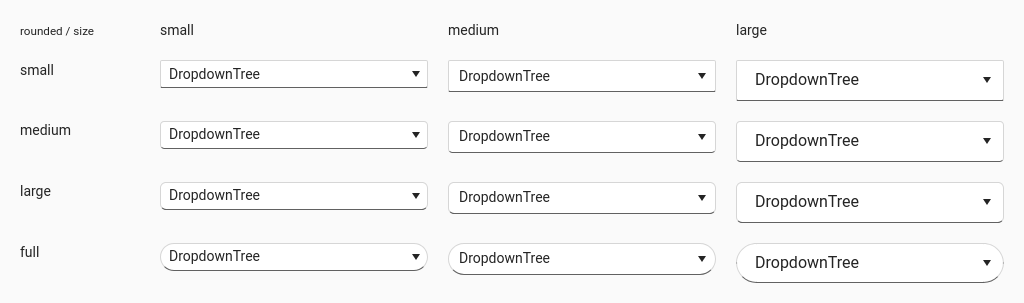 rounded / size small medium large
small DropdownTree DropdownTree DropdownTree
medium DropdownTree DropdownTree DropdownTree
large DropdownTree DropdownTree DropdownTree
full DropdownTree DropdownTree DropdownTree